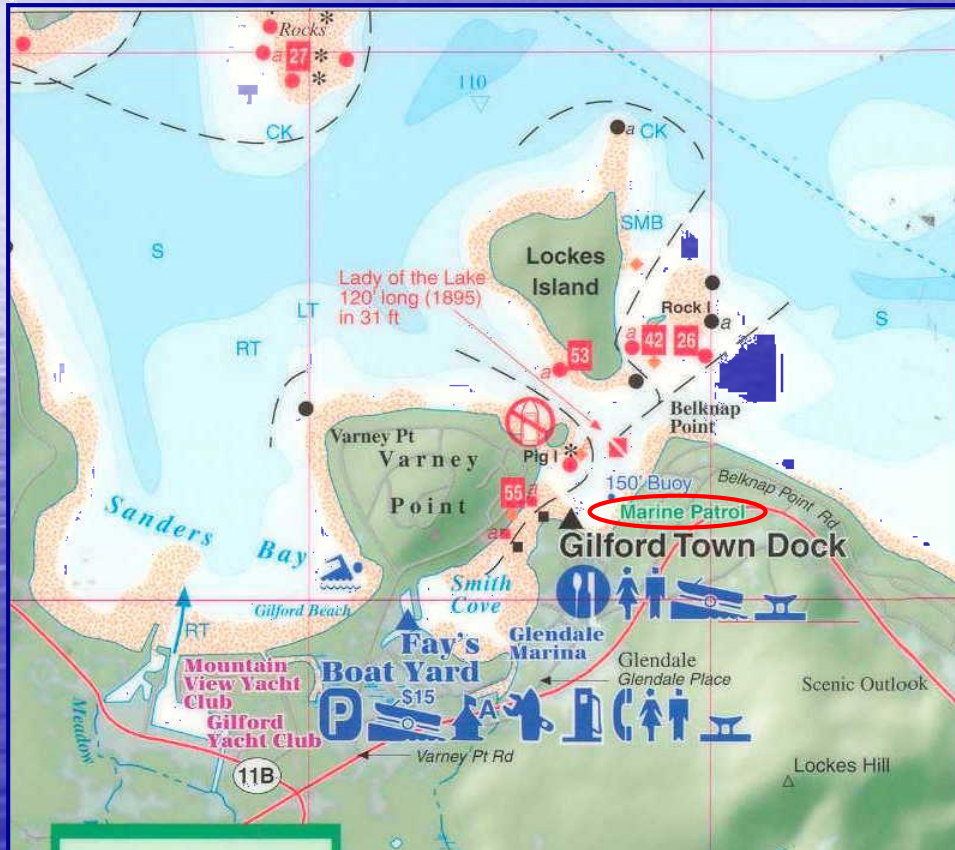 Rocks
a
27
110
CK
a
CK
S
SMB
Lockes
Island
Lady of the Lake
120' long (1895)
in 31 ft
LT
RT
Rock I
a
S
a
42
26
53
a
Belknap
Point
Varney Pt
Varney
Point
Pig I
55
a
a
150' Buoy
Belknap Point Rd
Marine Patrol
Gilford Town Dock
Sanders Bay
Smith
Cove
Gilford Beach
RT
Fay's
Boat Yard
$15
Glendale
Marina
Glendale
Glendale Place
Mountain
View Yacht
Club
Gilford
Yacht Club
Scenic Outlook
P
A
Meadow
Varney Pt Rd
11B
Lockes Hill